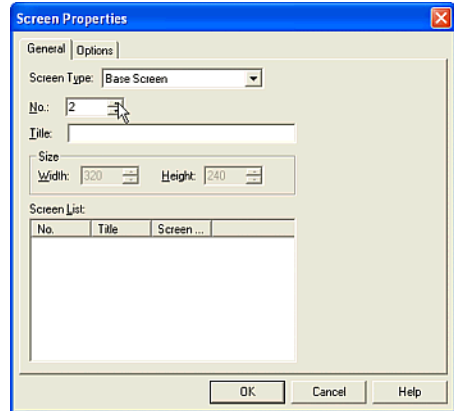 Screen Properties
General Options
Screen Type: Base Screen
No.: 2
Title:
Size
Width: 320 Height: 240
Screen List:
No. Title Screen ...
OK Cancel Help